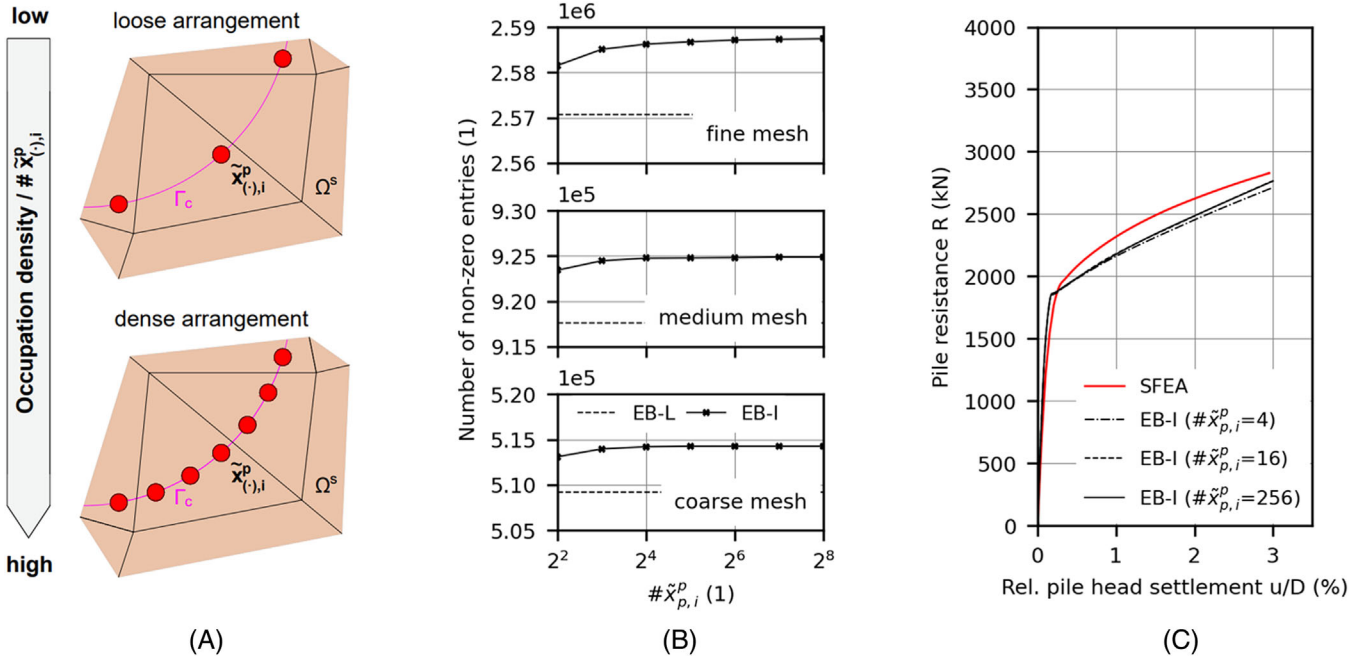 low
Occupation density / # x̃ᵖ₍·₎,ᵢ
high
loose arrangement
x̃ᵖ₍·₎,ᵢ
Γc
Ωˢ
dense arrangement
x̃ᵖ₍·₎,ᵢ
Γc
Ωˢ
(A)
Number of non-zero entries (1)
1e6
2.59
2.58
2.57
2.56
fine mesh
1e5
9.30
9.25
9.20
9.15
medium mesh
1e5
5.20
5.15
5.10
5.05
EB-L EB-I
coarse mesh
2² 2⁴ 2⁶ 2⁸
#x̃ᵖₚ,ᵢ (1)
(B)
Pile resistance R (kN)
4000
3500
3000
2500
2000
1500
1000
500
0
SFEA
EB-I (#x̃ᵖₚ,ᵢ=4)
EB-I (#x̃ᵖₚ,ᵢ=16)
EB-I (#x̃ᵖₚ,ᵢ=256)
0 1 2 3
Rel. pile head settlement u/D (%)
(C)